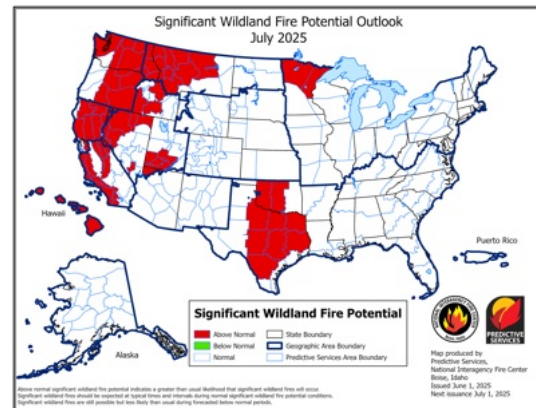 Significant Wildland Fire Potential Outlook
July 2025
Hawaii
Puerto Rico
Alaska
Significant Wildland Fire Potential
Above Normal
State Boundary
Below Normal
Geographic Area Boundary
Normal
Predictive Services Area Boundary
PREDICTIVE
SERVICES
Map produced by
Predictive Services,
National Interagency Fire Center
Boise, Idaho
Issued June 1, 2025
Next issuance July 1, 2025
Above normal significant wildland fire potential indicates a greater than usual likelihood that significant wildland fires will occur.
Significant wildland fires should be expected at typical times and intervals during normal significant wildland fire potential conditions.
Significant wildland fires are still possible but less likely than usual during forecasted below normal periods.